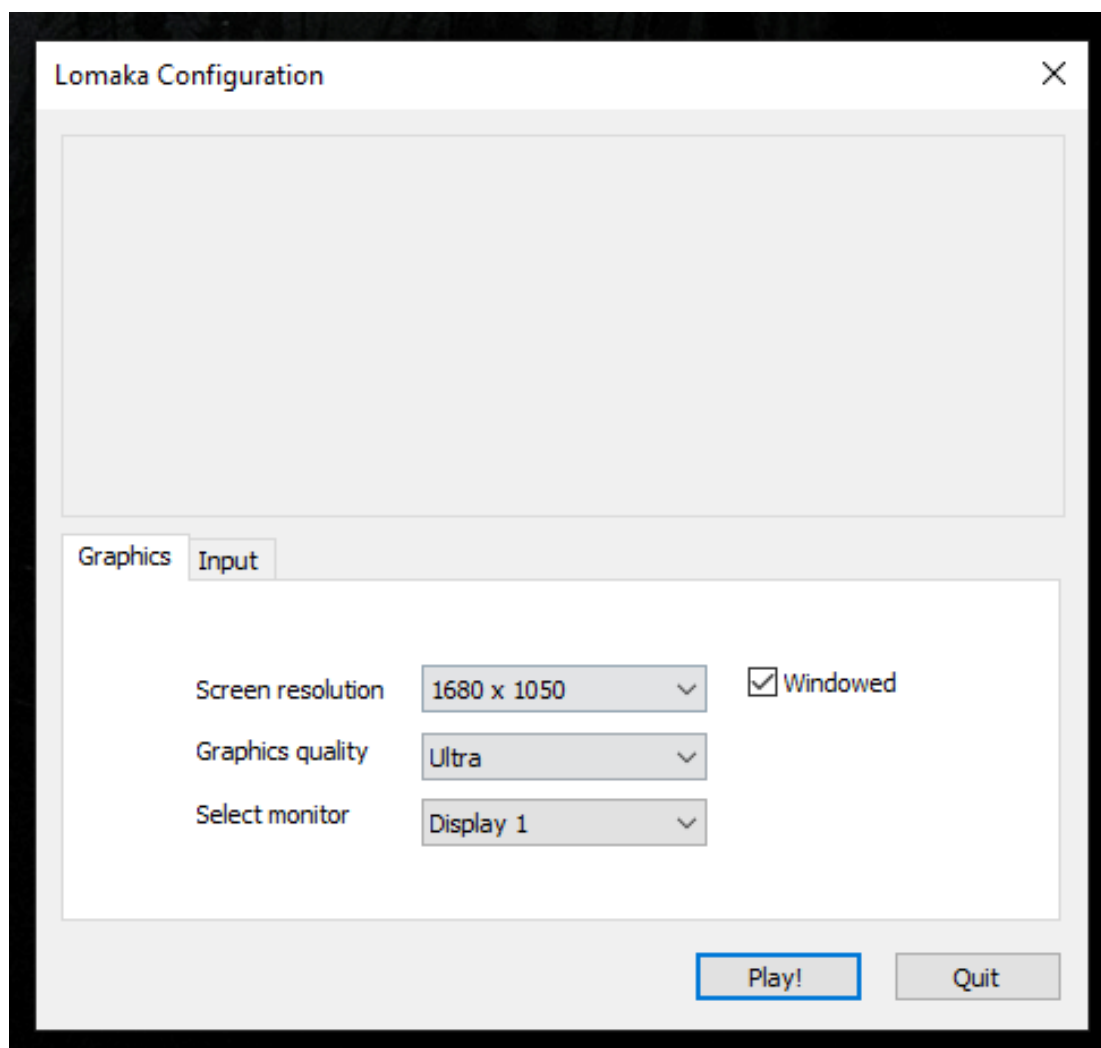 Lomaka Configuration
Graphics
Input
Screen resolution
1680 x 1050
Windowed
Graphics quality
Ultra
Select monitor
Display 1
Play!
Quit